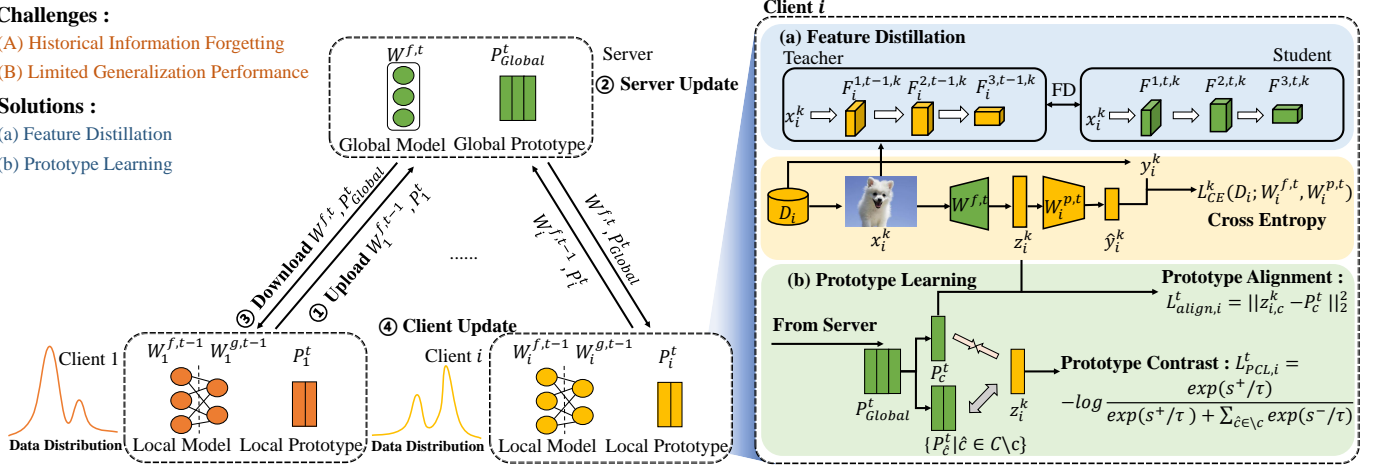 Challenges :
(A) Historical Information Forgetting
(B) Limited Generalization Performance
Solutions :
(a) Feature Distillation
(b) Prototype Learning
W^{f,t}
P^t_{Global}
Server
② Server Update
Global Model
Global Prototype
③ Download W^{f,t}, P^t_{Global}
① Upload W_1^{f,t-1}, P_1^t
......
W_i^{f,t-1}, P_i^t
W^{f,t}, P^t_{Global}
④ Client Update
Client 1
W_1^{f,t-1} W_1^{g,t-1}
P_1^t
Data Distribution
Local Model
Local Prototype
Client i
W_i^{f,t-1} W_i^{g,t-1}
P_i^t
Data Distribution
Local Model
Local Prototype
Client i
(a) Feature Distillation
Teacher
F_i^{1,t-1,k} F_i^{2,t-1,k} F_i^{3,t-1,k}
x_i^k
FD
Student
F^{1,t,k} F^{2,t,k} F^{3,t,k}
x_i^k
y_i^k
D_i
x_i^k
W^{f,t}
z_i^k
W_i^{p,t}
ŷ_i^k
L_{CE}^k(D_i; W_i^{f,t}, W_i^{p,t})
Cross Entropy
(b) Prototype Learning
Prototype Alignment :
L^t_{align,i} = ||z^k_{i,c} − P_c^t||_2^2
From Server
P^t_{Global}
P_c^t
{P_ĉ^t|ĉ ∈ C\c}
z_i^k
Prototype Contrast : L^t_{PCL,i} =
−log exp(s^+/τ) / exp(s^+/τ) + ∑_{ĉ∈\c} exp(s^−/τ)